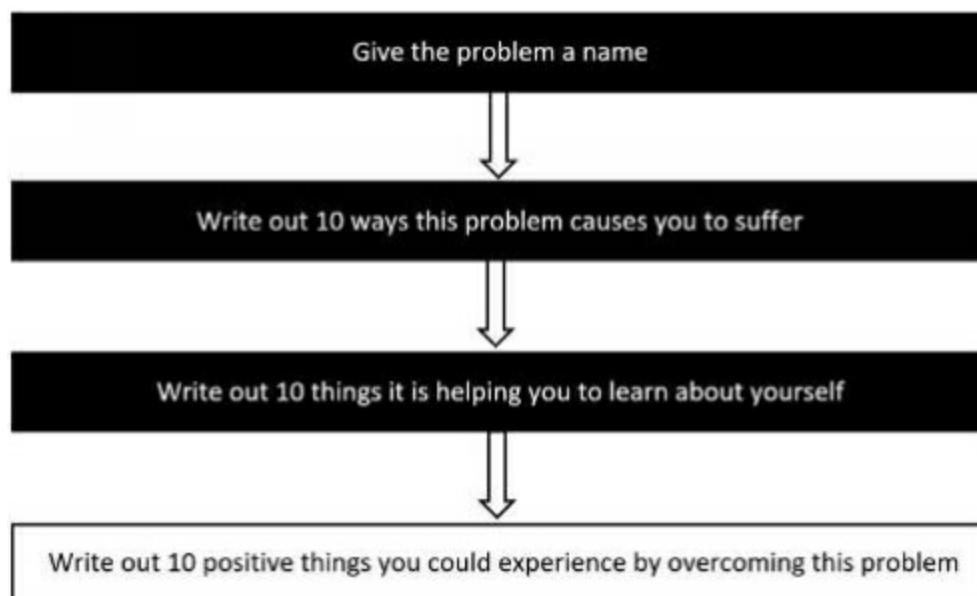 Give the problem a name
Write out 10 ways this problem causes you to suffer
Write out 10 things it is helping you to learn about yourself
Write out 10 positive things you could experience by overcoming this problem